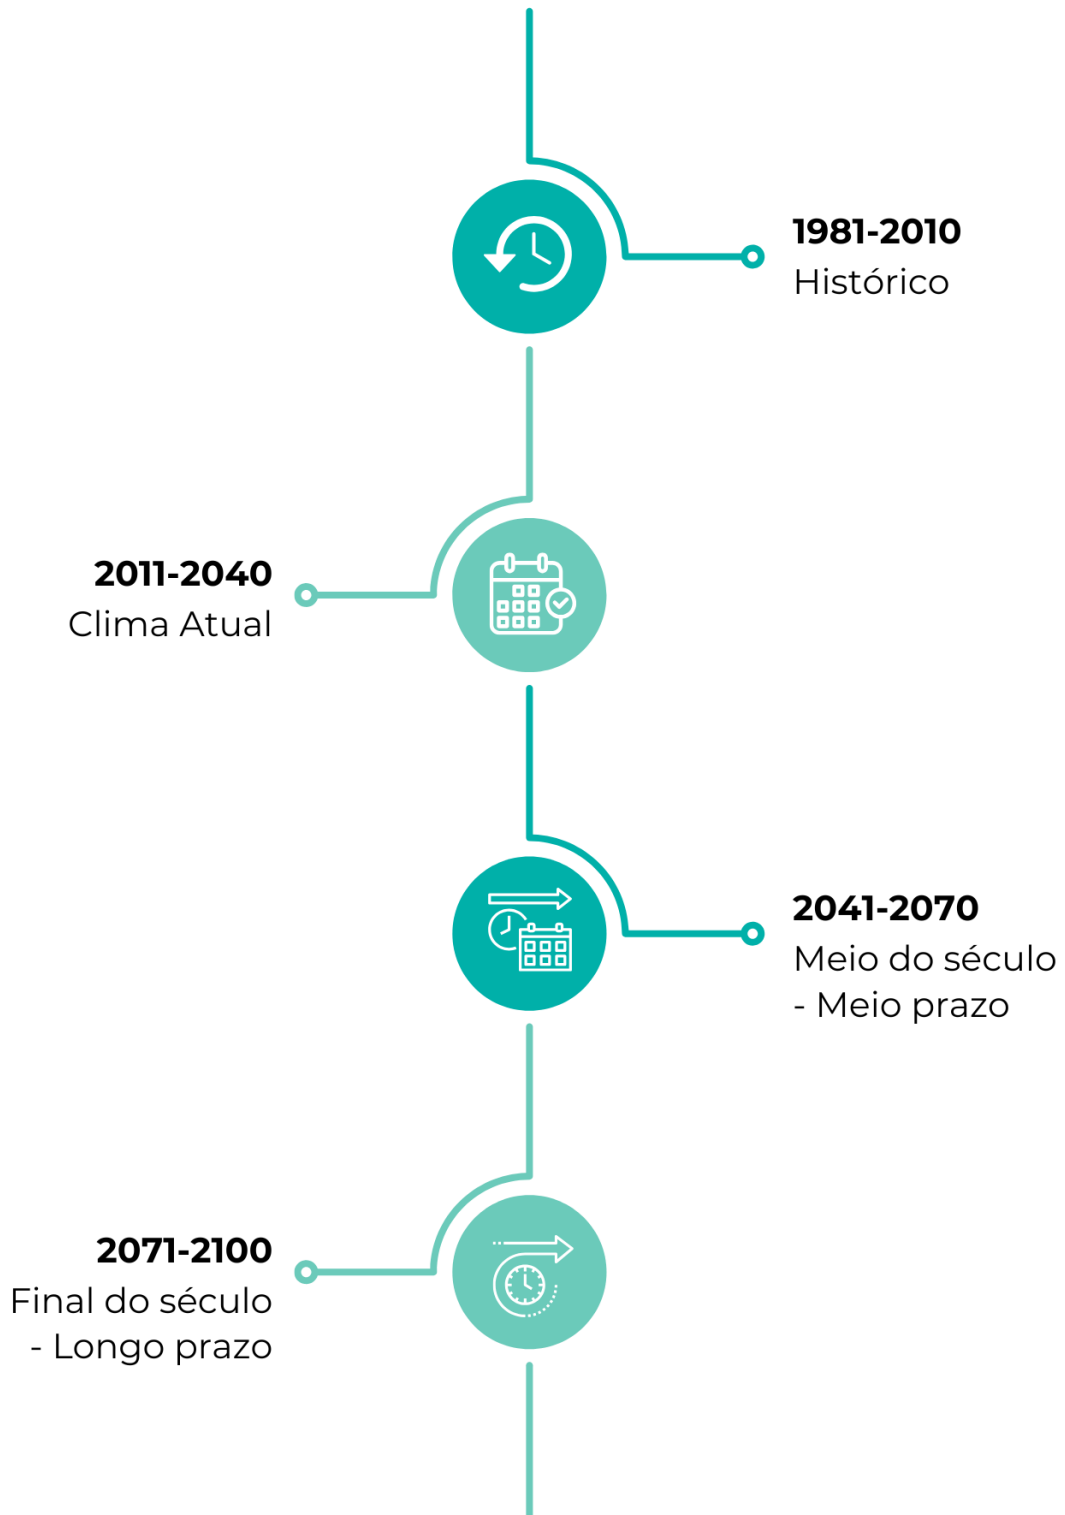 1981-2010
Histórico
2011-2040
Clima Atual
2041-2070
Meio do século
- Meio prazo
2071-2100
Final do século
- Longo prazo